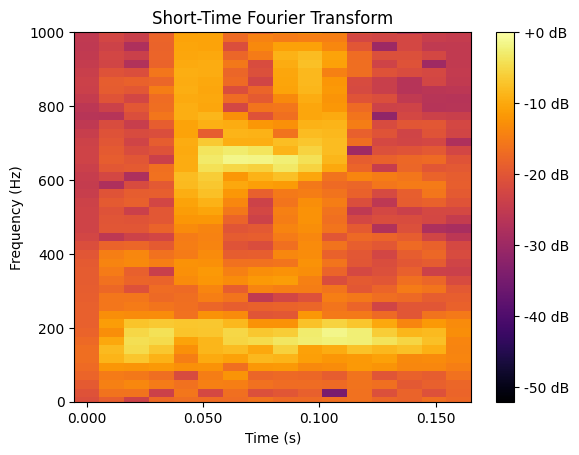 Short-Time Fourier Transform
1000
800
600
400
200
0
Frequency (Hz)
0.000
0.050
0.100
0.150
Time (s)
+0 dB
-10 dB
-20 dB
-30 dB
-40 dB
-50 dB